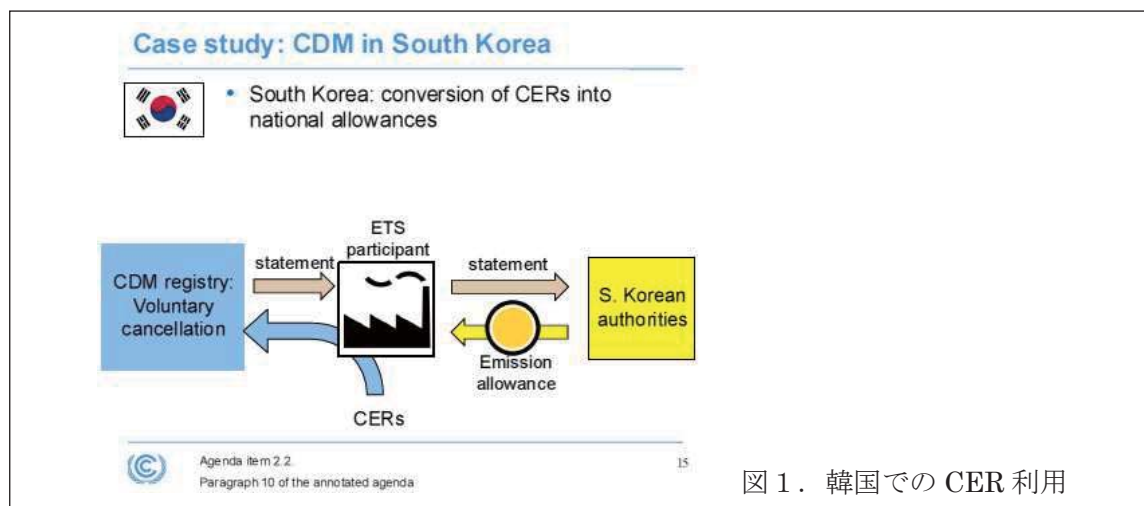 Case study: CDM in South Korea
• South Korea: conversion of CERs into
national allowances
CDM registry:
Voluntary
cancellation
statement
ETS
participant
statement
S. Korean
authorities
Emission
allowance
CERs
Agenda item 2.2
Paragraph 10 of the annotated agenda
15
図１．韓国での CER 利用